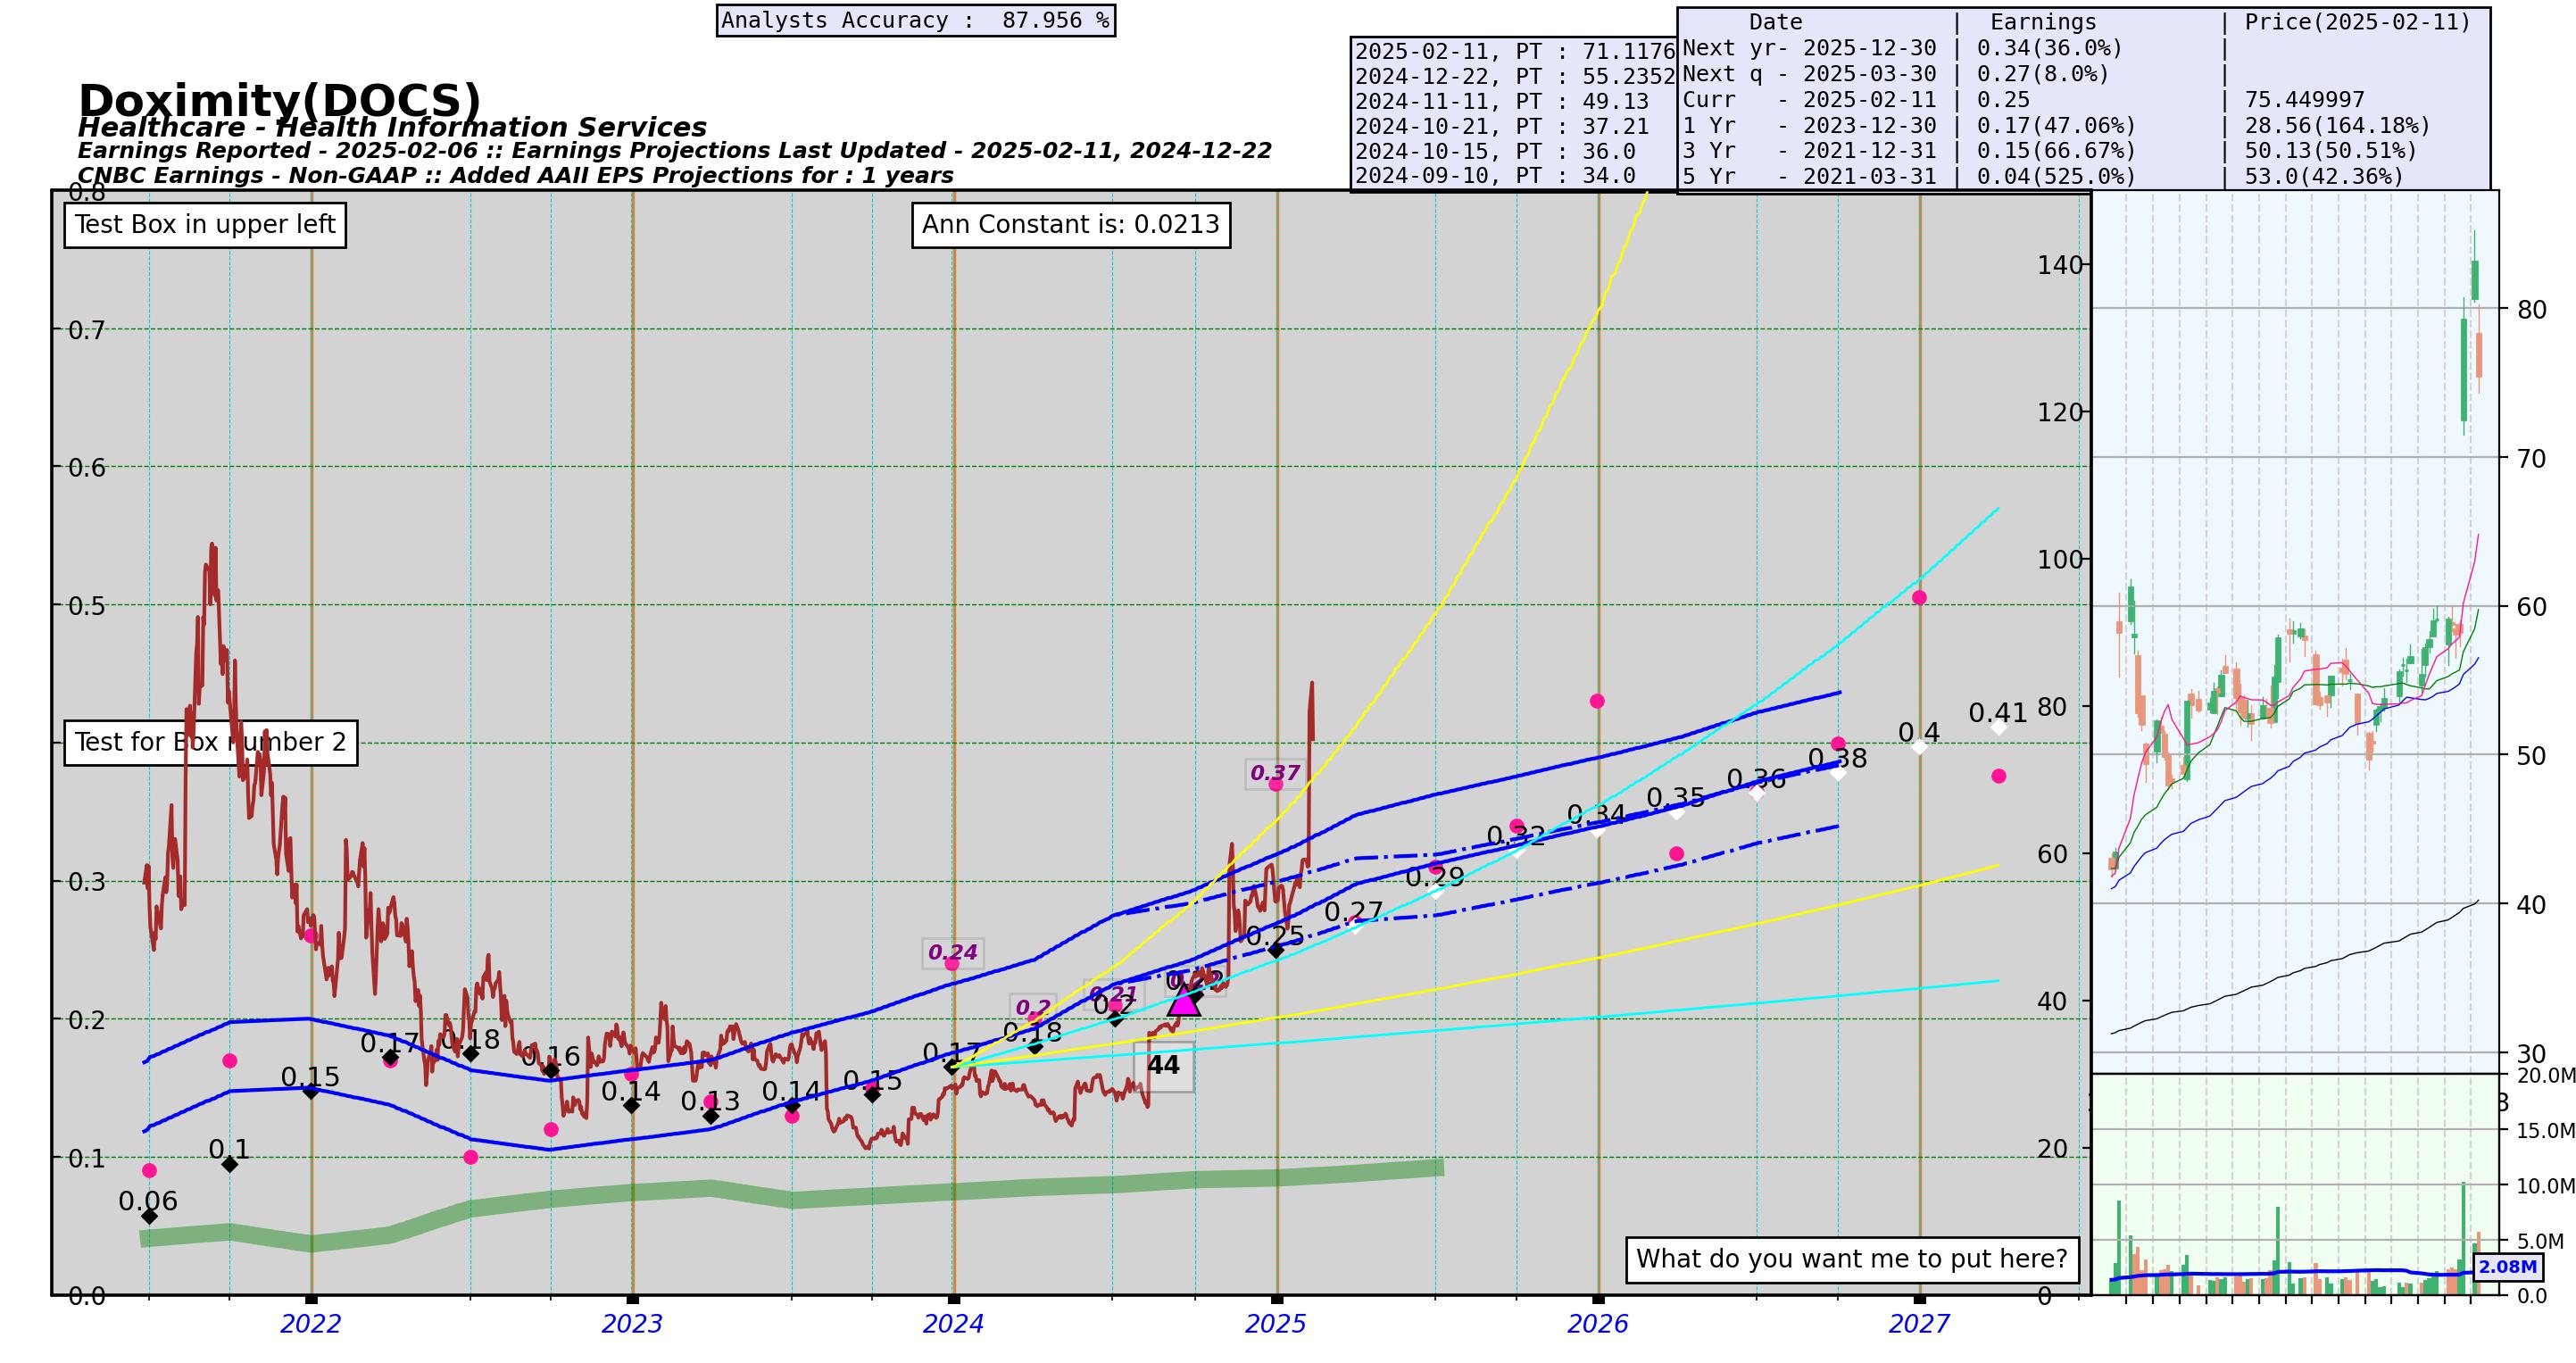 Analysts Accuracy :  87.956 %
Doximity(DOCS)
Healthcare - Health Information Services
Earnings Reported - 2025-02-06 :: Earnings Projections Last Updated - 2025-02-11, 2024-12-22
CNBC Earnings - Non-GAAP :: Added AAII EPS Projections for : 1 years
2025-02-11, PT : 71.1176
2024-12-22, PT : 55.2352
2024-11-11, PT : 49.13
2024-10-21, PT : 37.21
2024-10-15, PT : 36.0
2024-09-10, PT : 34.0
Date | Earnings | Price(2025-02-11)
Next yr- 2025-12-30 | 0.34(36.0%) |
Next q - 2025-03-30 | 0.27(8.0%) |
Curr - 2025-02-11 | 0.25 | 75.449997
1 Yr - 2023-12-30 | 0.17(47.06%) | 28.56(164.18%)
3 Yr - 2021-12-31 | 0.15(66.67%) | 50.13(50.51%)
5 Yr - 2021-03-31 | 0.04(525.0%) | 53.0(42.36%)
Test Box in upper left
Ann Constant is: 0.0213
Test for Box number 2
What do you want me to put here?
0.8
0.7
0.6
0.5
0.3
0.2
0.1
0.0
0.06
0.1
0.15
0.17
0.18
0.16
0.14
0.13
0.14
0.15
0.17
0.18
0.2
0.25
0.27
0.29
0.32
0.34
0.35
0.36
0.38
0.4
0.41
0.24
0.2
0.21
0.37
44
140
120
100
80
60
40
20
0
2022
2023
2024
2025
2026
2027
80
70
60
50
40
30
20.0M
15.0M
10.0M
5.0M
2.08M
0.0